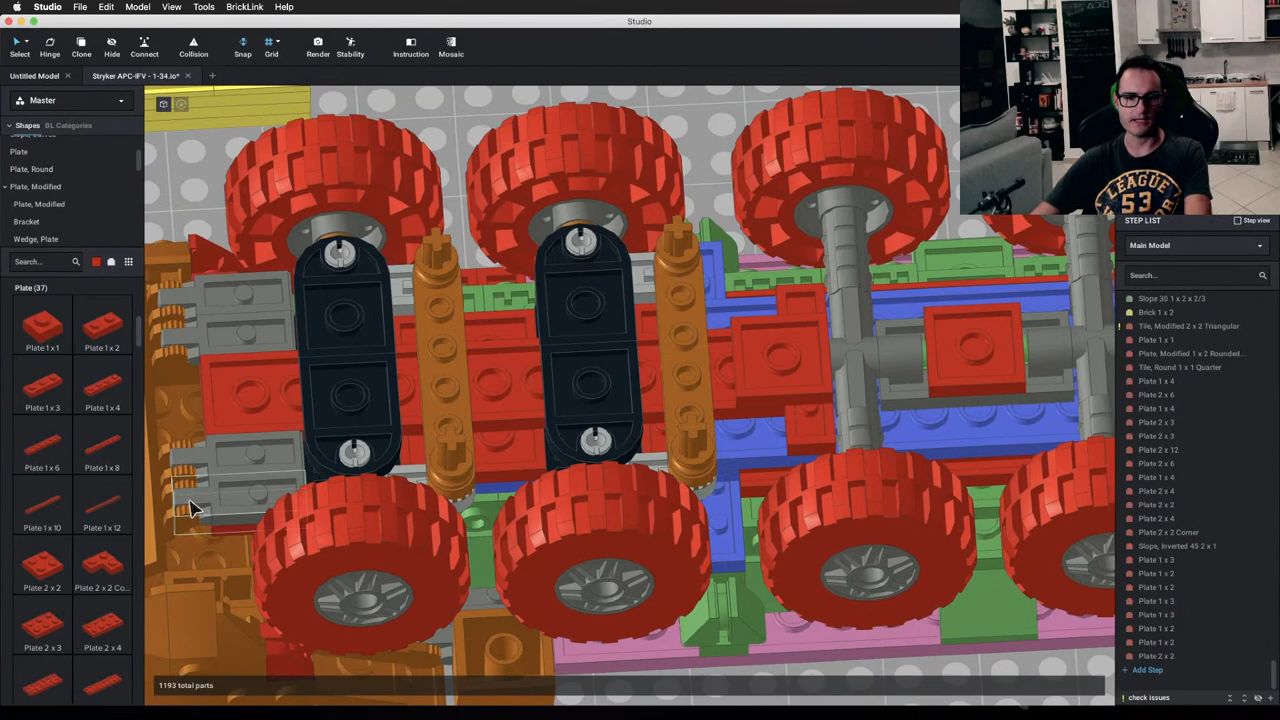 Studio File Edit Model View Tools BrickLink Help
Studio
Select Hinge Clone Hide Connect Collision Snap Grid Render Stability Instruction Mosaic
Untitled Model Stryker APC-IFV - 1-34.io*
Master
Shapes BL Categories
Plate
Plate, Round
Plate, Modified
Plate, Modified
Bracket
Wedge, Plate
Search...
Plate (37)
Plate 1 x 1 Plate 1 x 2
Plate 1 x 3 Plate 1 x 4
Plate 1 x 6 Plate 1 x 8
Plate 1 x 10 Plate 1 x 12
Plate 2 x 2 Plate 2 x 2 Co...
Plate 2 x 3 Plate 2 x 4
1193 total parts
LEAGUE
53
STEP LIST Step view
Main Model
Search...
Slope 30 1 x 2 x 2/3
Brick 1 x 2
Tile, Modified 2 x 2 Triangular
Plate 1 x 1
Plate, Modified 1 x 2 Rounded...
Tile, Round 1 x 1 Quarter
Plate 1 x 4
Plate 2 x 6
Plate 1 x 4
Plate 2 x 3
Plate 2 x 3
Plate 2 x 12
Plate 2 x 6
Plate 1 x 4
Plate 2 x 4
Plate 2 x 2
Plate 2 x 4
Plate 2 x 2 Corner
Slope, Inverted 45 2 x 1
Plate 1 x 3
Plate 1 x 2
Plate 1 x 2
Plate 1 x 3
Plate 1 x 3
Plate 1 x 2
Plate 1 x 2
Plate 2 x 2
+ Add Step
check issues